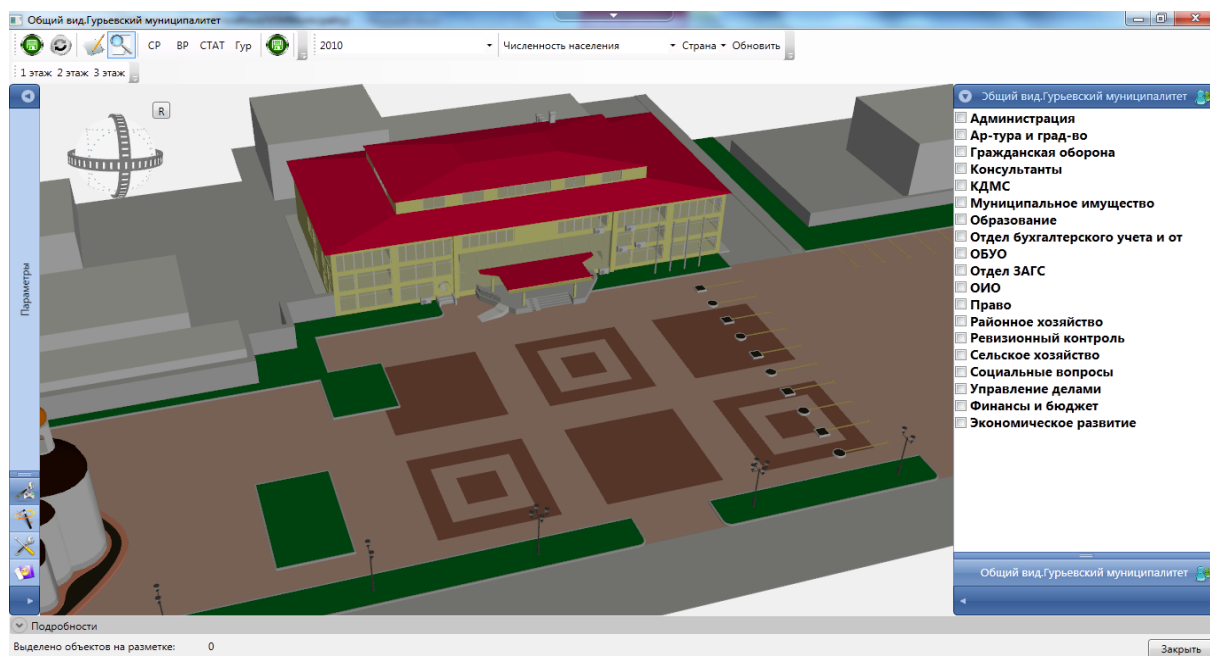 Общий вид.Гурьевский муниципалитет
СР ВР СТАТ Гур 2010 Численность населения Страна Обновить
1 этаж 2 этаж 3 этаж
R
Параметры
Общий вид.Гурьевский муниципалитет
Администрация
Ар-тура и град-во
Гражданская оборона
Консультанты
КДМС
Муниципальное имущество
Образование
Отдел бухгалтерского учета и от
ОБУО
Отдел ЗАГС
ОИО
Право
Районное хозяйство
Ревизионный контроль
Сельское хозяйство
Социальные вопросы
Управление делами
Финансы и бюджет
Экономическое развитие
Общий вид.Гурьевский муниципалитет
Подробности
Выделено объектов на разметке: 0
Закрыть